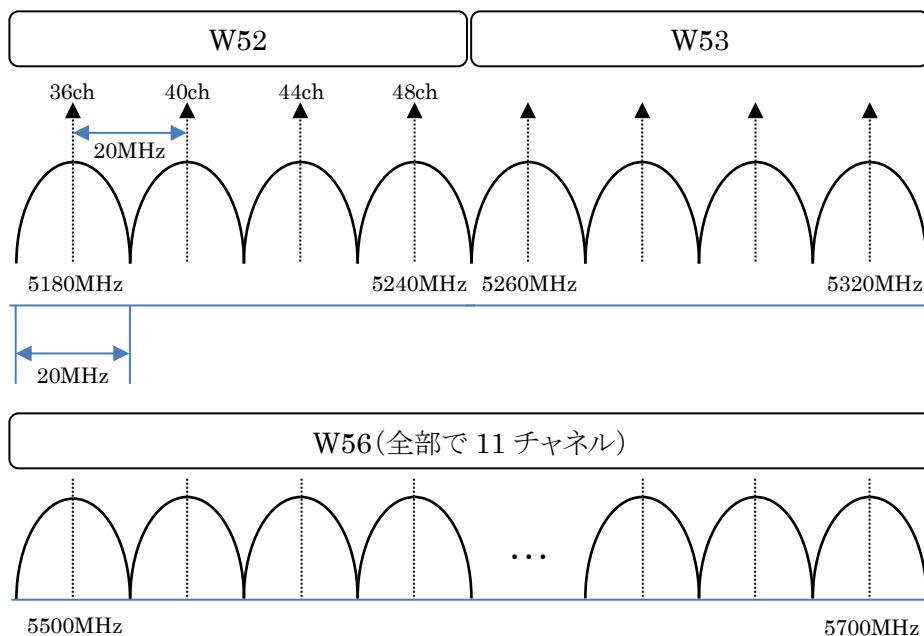 W52
W53
36ch
40ch
44ch
48ch
20MHz
5180MHz
5240MHz
5260MHz
5320MHz
20MHz
W56(全部で 11 チャネル)
…
5500MHz
5700MHz